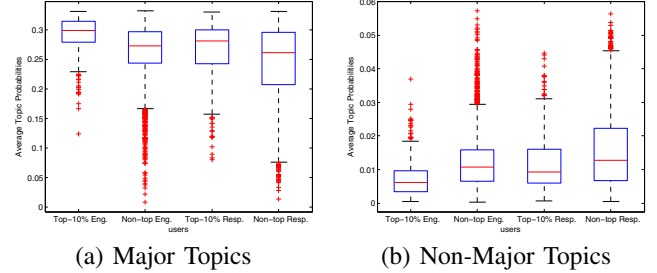 Average Topic Probabilities
0.3
0.25
0.2
0.15
0.1
0.05
0
Top−10% Eng. Non−top Eng. Top−10% Resp. Non−top Resp.
users
(a) Major Topics
Average Topic Probabilities
0.06
0.05
0.04
0.03
0.02
0.01
0
Top−10% Eng. Non−top Eng. Top−10% Resp. Non−top Resp.
users
(b) Non-Major Topics